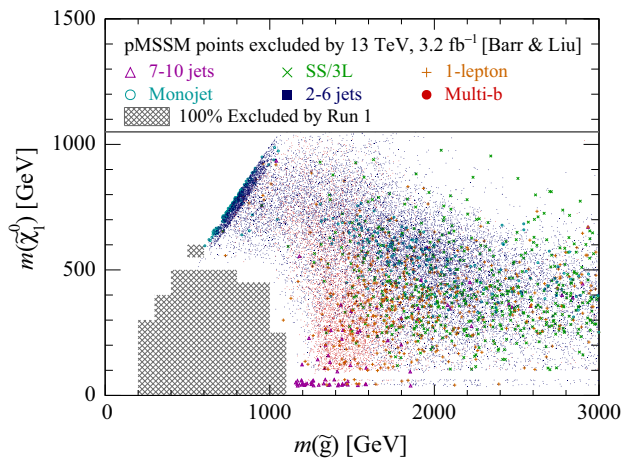 pMSSM points excluded by 13 TeV, 3.2 fb⁻¹ [Barr & Liu]
7-10 jets SS/3L 1-lepton
Monojet 2-6 jets Multi-b
100% Excluded by Run 1
1500
1000
500
0
m(χ̃₁⁰) [GeV]
0 1000 2000 3000
m(g̃) [GeV]